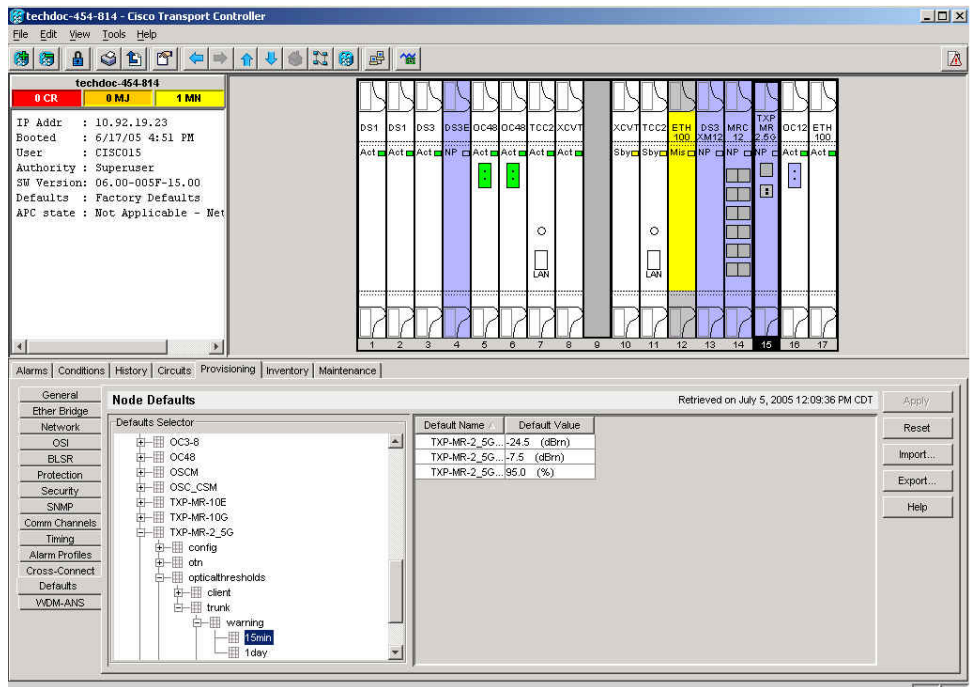 techdoc-454-814 - Cisco Transport Controller
File Edit View Tools Help
techdoc-454-814
0 CR 0 MJ 1 MN
IP Addr : 10.92.19.23
Booted : 6/17/05 4:51 PM
User : CISCO15
Authority : Superuser
SW Version: 06.00-005F-15.00
Defaults : Factory Defaults
APC state : Not Applicable - Net
DS1 DS1 DS3 DS3E OC48 OC48 TCC2 XCVT XCVT TCC2 ETH 100 DS3 XM12 MRC 12 TXP MR 2.5G OC12 ETH 100
Act Act Act NP Act Act Act Act Sby Sby Mis NP NP NP Act Act
LAN LAN
1 2 3 4 5 6 7 8 9 10 11 12 13 14 15 16 17
Alarms Conditions History Circuits Provisioning Inventory Maintenance
General
Ether Bridge
Network
OSI
BLSR
Protection
Security
SNMP
Comm Channels
Timing
Alarm Profiles
Cross-Connect
Defaults
WDM-ANS
Node Defaults Retrieved on July 5, 2005 12:09:36 PM CDT
Defaults Selector
OC3-8
OC48
OSCM
OSC_CSM
TXP-MR-10E
TXP-MR-10G
TXP-MR-2_5G
config
otn
opticalthresholds
client
trunk
warning
15min
1day
Default Name Default Value
TXP-MR-2_5G... -24.5 (dBm)
TXP-MR-2_5G... -7.5 (dBm)
TXP-MR-2_5G... 95.0 (%)
Apply
Reset
Import...
Export...
Help